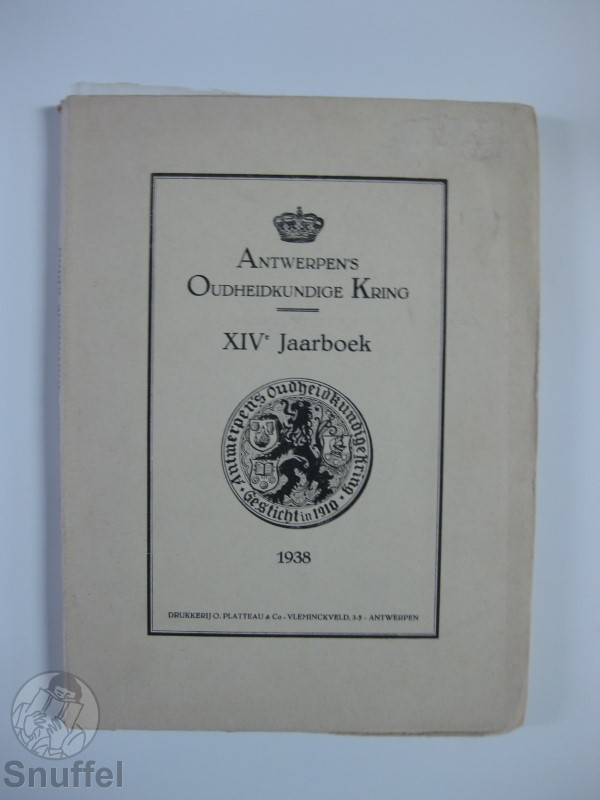 ANTWERPEN'S
OUDHEIDKUNDIGE KRING
XIVe Jaarboek
Antwerpen's Oudheidkundige Kring
Gesticht in 1910
1938
DRUKKERIJ O. PLATTEAU & Co - VLEMINCKVELD, 3-5 - ANTWERPEN
Snuffel